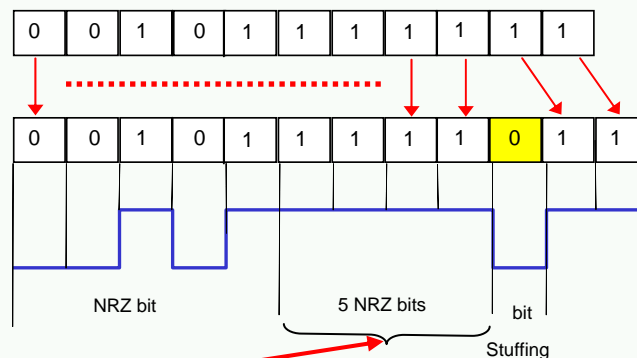 0 0 1 0 1 1 1 1 1 1 1
0 0 1 0 1 1 1 1 1 0 1 1
NRZ bit 5 NRZ bits bit
Stuffing